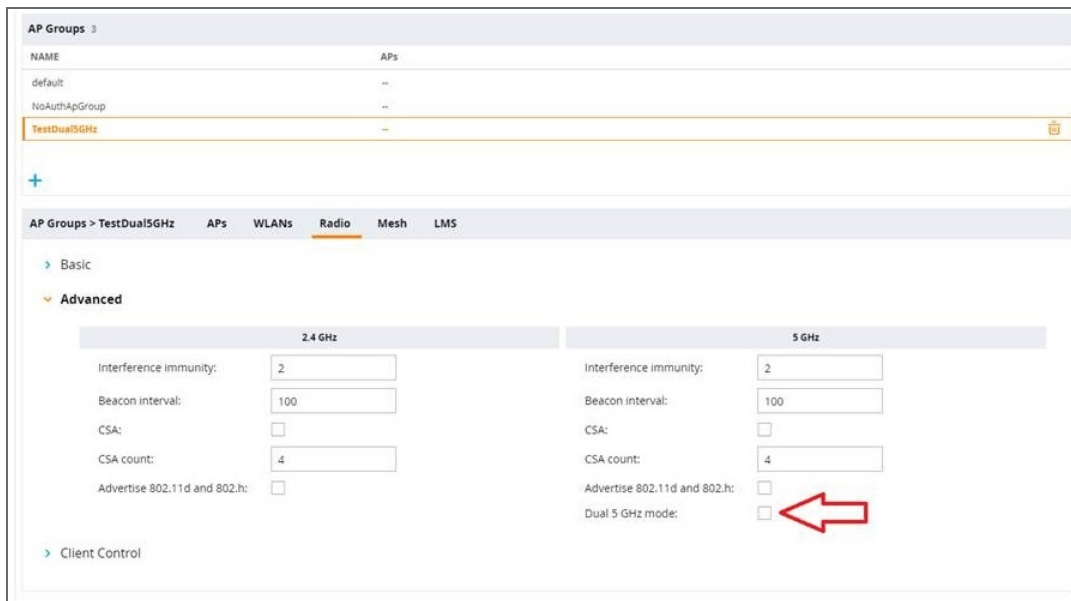 AP Groups 3
NAME APs
default --
NoAuthApGroup --
TestDual5GHz --
+
AP Groups > TestDual5GHz APs WLANs Radio Mesh LMS
> Basic
Advanced
2.4 GHz 5 GHz
Interference immunity: 2 Interference immunity: 2
Beacon interval: 100 Beacon interval: 100
CSA: CSA:
CSA count: 4 CSA count: 4
Advertise 802.11d and 802.h: Advertise 802.11d and 802.h:
Dual 5 GHz mode:
> Client Control